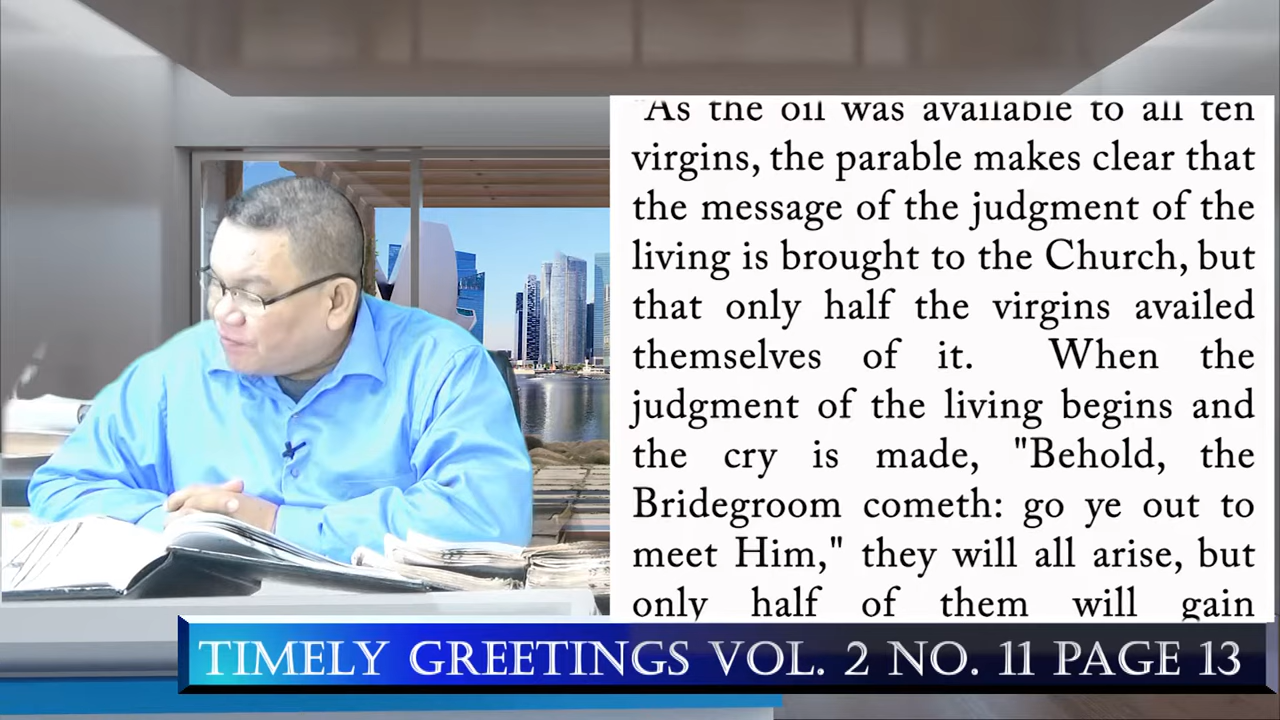 "As the oil was available to all ten
virgins, the parable makes clear that
the message of the judgment of the
living is brought to the Church, but
that only half the virgins availed
themselves of it. When the
judgment of the living begins and
the cry is made, "Behold, the
Bridegroom cometh: go ye out to
meet Him," they will all arise, but
only half of them will gain
TIMELY GREETINGS VOL. 2 NO. 11 PAGE 13